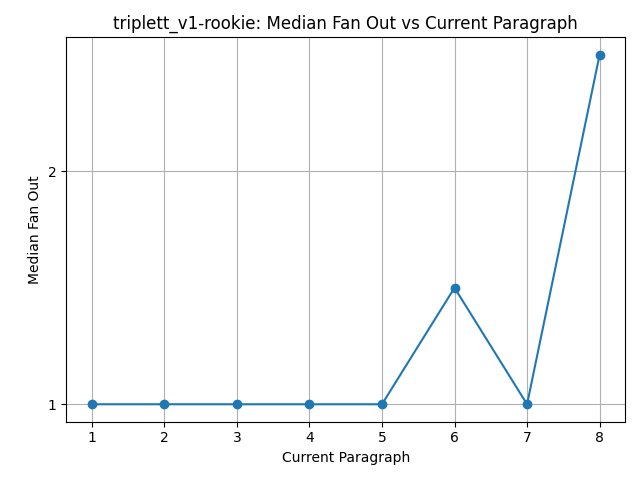 triplett_v1-rookie: Median Fan Out vs Current Paragraph
Median Fan Out
2
1
1 2 3 4 5 6 7 8
Current Paragraph